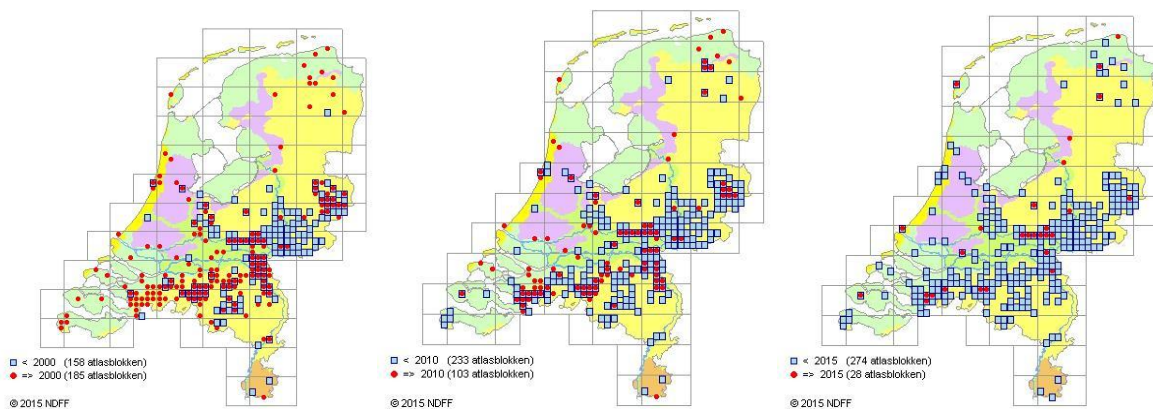 < 2000 (158 atlasblokken)
=> 2000 (185 atlasblokken)
© 2015 NDFF
< 2010 (233 atlasblokken)
=> 2010 (103 atlasblokken)
© 2015 NDFF
< 2015 (274 atlasblokken)
=> 2015 (28 atlasblokken)
© 2015 NDFF